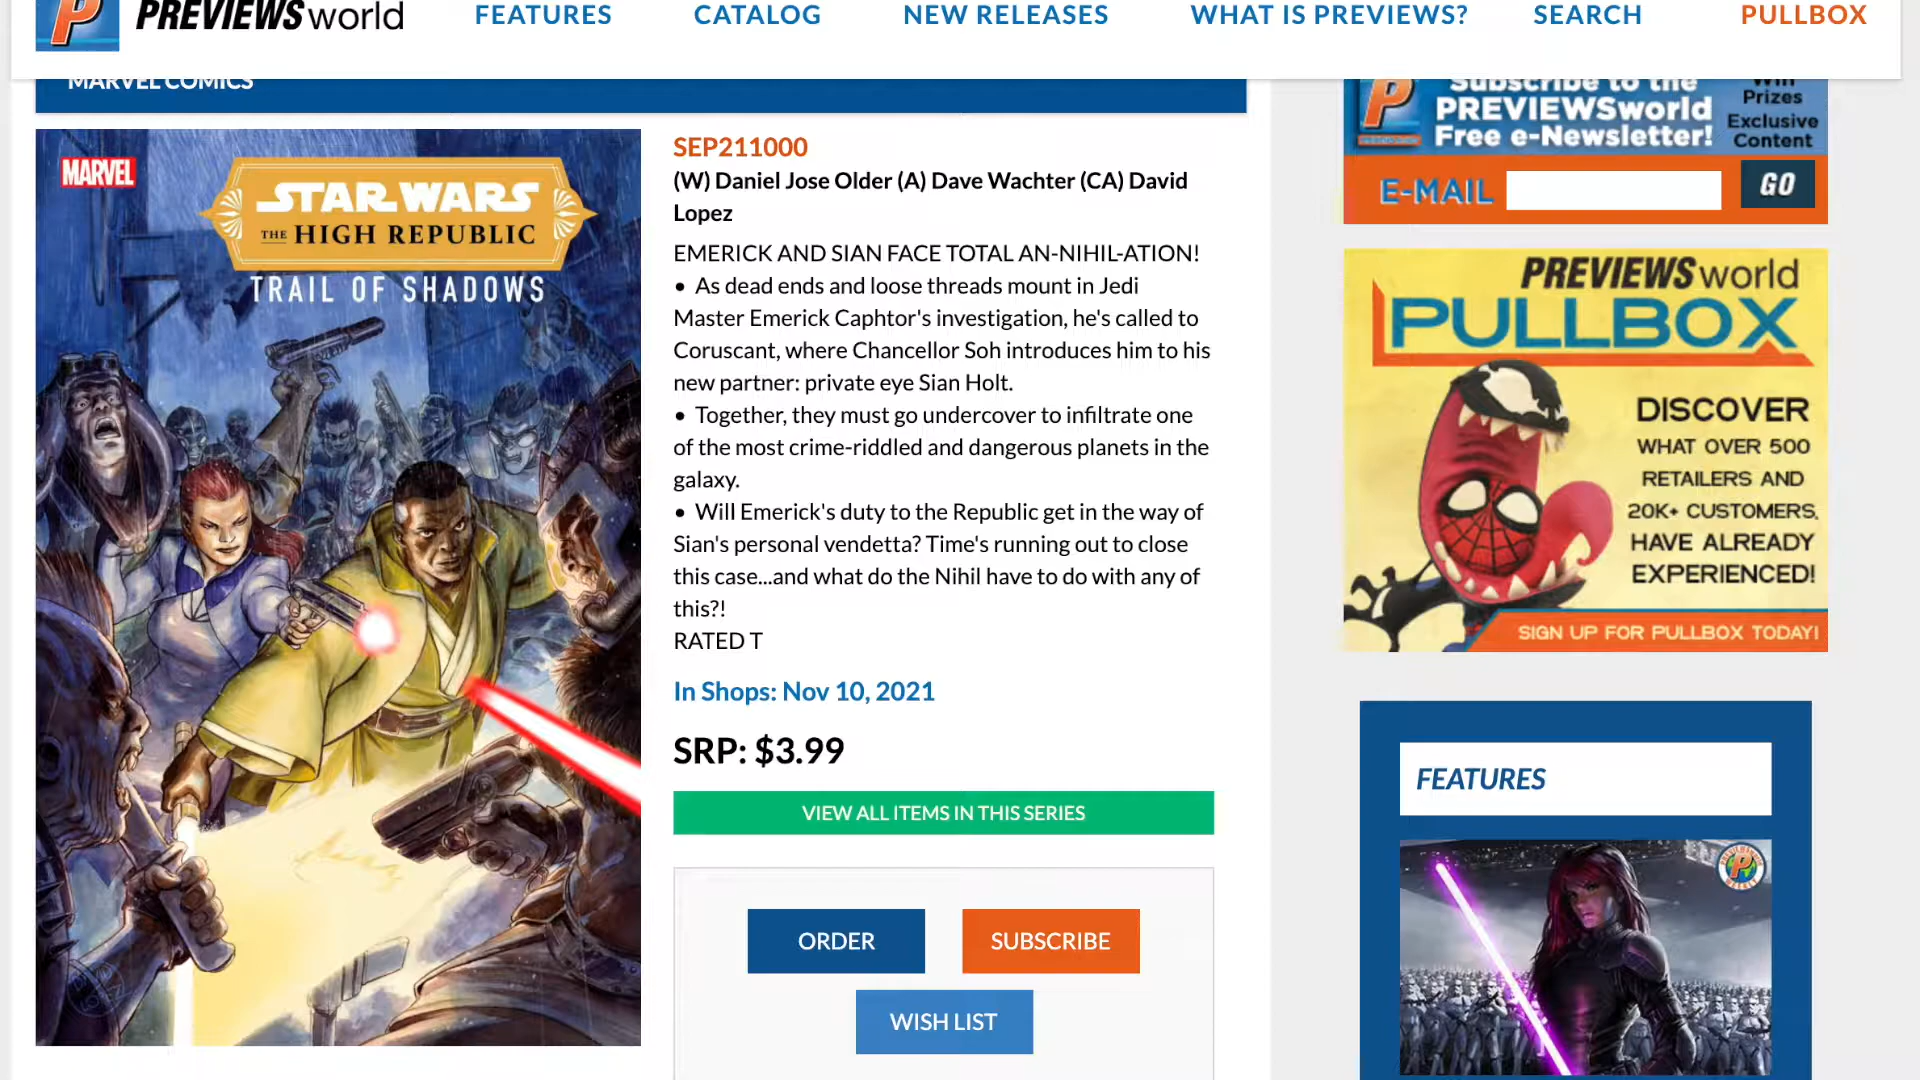 PREVIEWSworld
FEATURES
CATALOG
NEW RELEASES
WHAT IS PREVIEWS?
SEARCH
PULLBOX
MARVEL COMICS
MARVEL
STAR WARS
THE HIGH REPUBLIC
TRAIL OF SHADOWS
SEP211000
(W) Daniel Jose Older (A) Dave Wachter (CA) David
Lopez
EMERICK AND SIAN FACE TOTAL AN-NIHIL-ATION!
• As dead ends and loose threads mount in Jedi
Master Emerick Caphtor's investigation, he's called to
Coruscant, where Chancellor Soh introduces him to his
new partner: private eye Sian Holt.
• Together, they must go undercover to infiltrate one
of the most crime-riddled and dangerous planets in the
galaxy.
• Will Emerick's duty to the Republic get in the way of
Sian's personal vendetta? Time's running out to close
this case...and what do the Nihil have to do with any of
this?!
RATED T
In Shops: Nov 10, 2021
SRP: $3.99
VIEW ALL ITEMS IN THIS SERIES
ORDER
SUBSCRIBE
WISH LIST
Subscribe to the
PREVIEWSworld
Free e-Newsletter!
Win
Prizes
Exclusive
Content
E-MAIL
GO
PREVIEWSworld
PULLBOX
DISCOVER
WHAT OVER 500
RETAILERS AND
20K+ CUSTOMERS,
HAVE ALREADY
EXPERIENCED!
SIGN UP FOR PULLBOX TODAY!
FEATURES